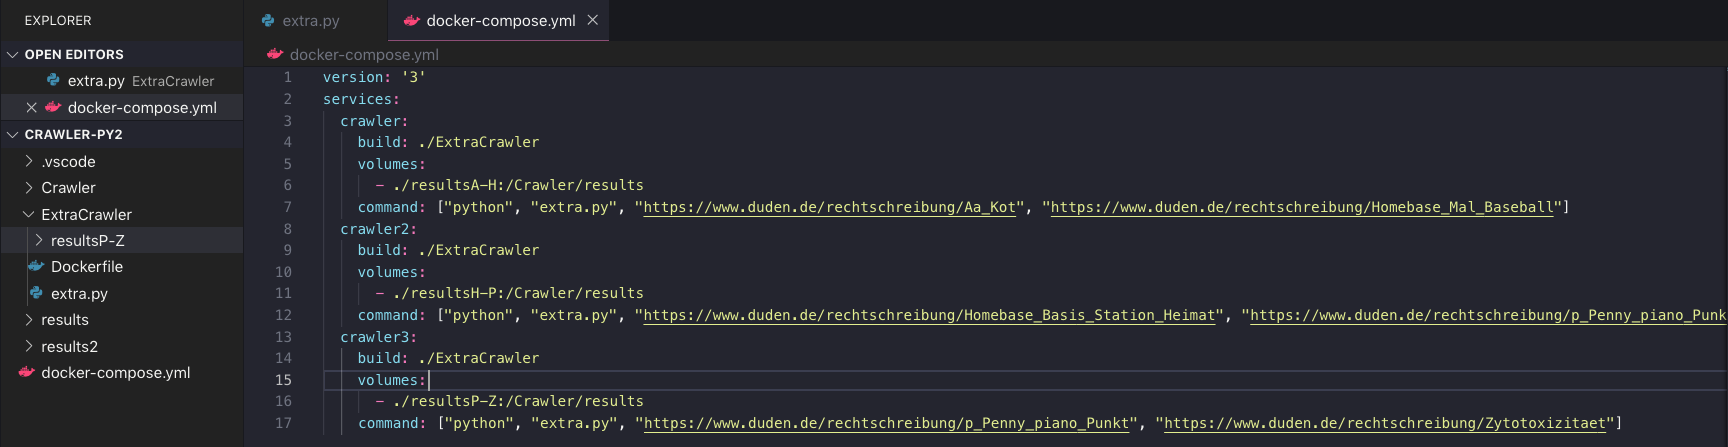 EXPLORER
OPEN EDITORS
extra.py ExtraCrawler
docker-compose.yml
CRAWLER-PY2
.vscode
Crawler
ExtraCrawler
resultsP-Z
Dockerfile
extra.py
results
results2
docker-compose.yml
extra.py
docker-compose.yml
docker-compose.yml
1 version: '3'
2 services:
3 crawler:
4 build: ./ExtraCrawler
5 volumes:
6 - ./resultsA-H:/Crawler/results
7 command: ["python", "extra.py", "https://www.duden.de/rechtschreibung/Aa_Kot", "https://www.duden.de/rechtschreibung/Homebase_Mal_Baseball"]
8 crawler2:
9 build: ./ExtraCrawler
10 volumes:
11 - ./resultsH-P:/Crawler/results
12 command: ["python", "extra.py", "https://www.duden.de/rechtschreibung/Homebase_Basis_Station_Heimat", "https://www.duden.de/rechtschreibung/p_Penny_piano_Punk
13 crawler3:
14 build: ./ExtraCrawler
15 volumes:
16 - ./resultsP-Z:/Crawler/results
17 command: ["python", "extra.py", "https://www.duden.de/rechtschreibung/p_Penny_piano_Punkt", "https://www.duden.de/rechtschreibung/Zytotoxizitaet"]